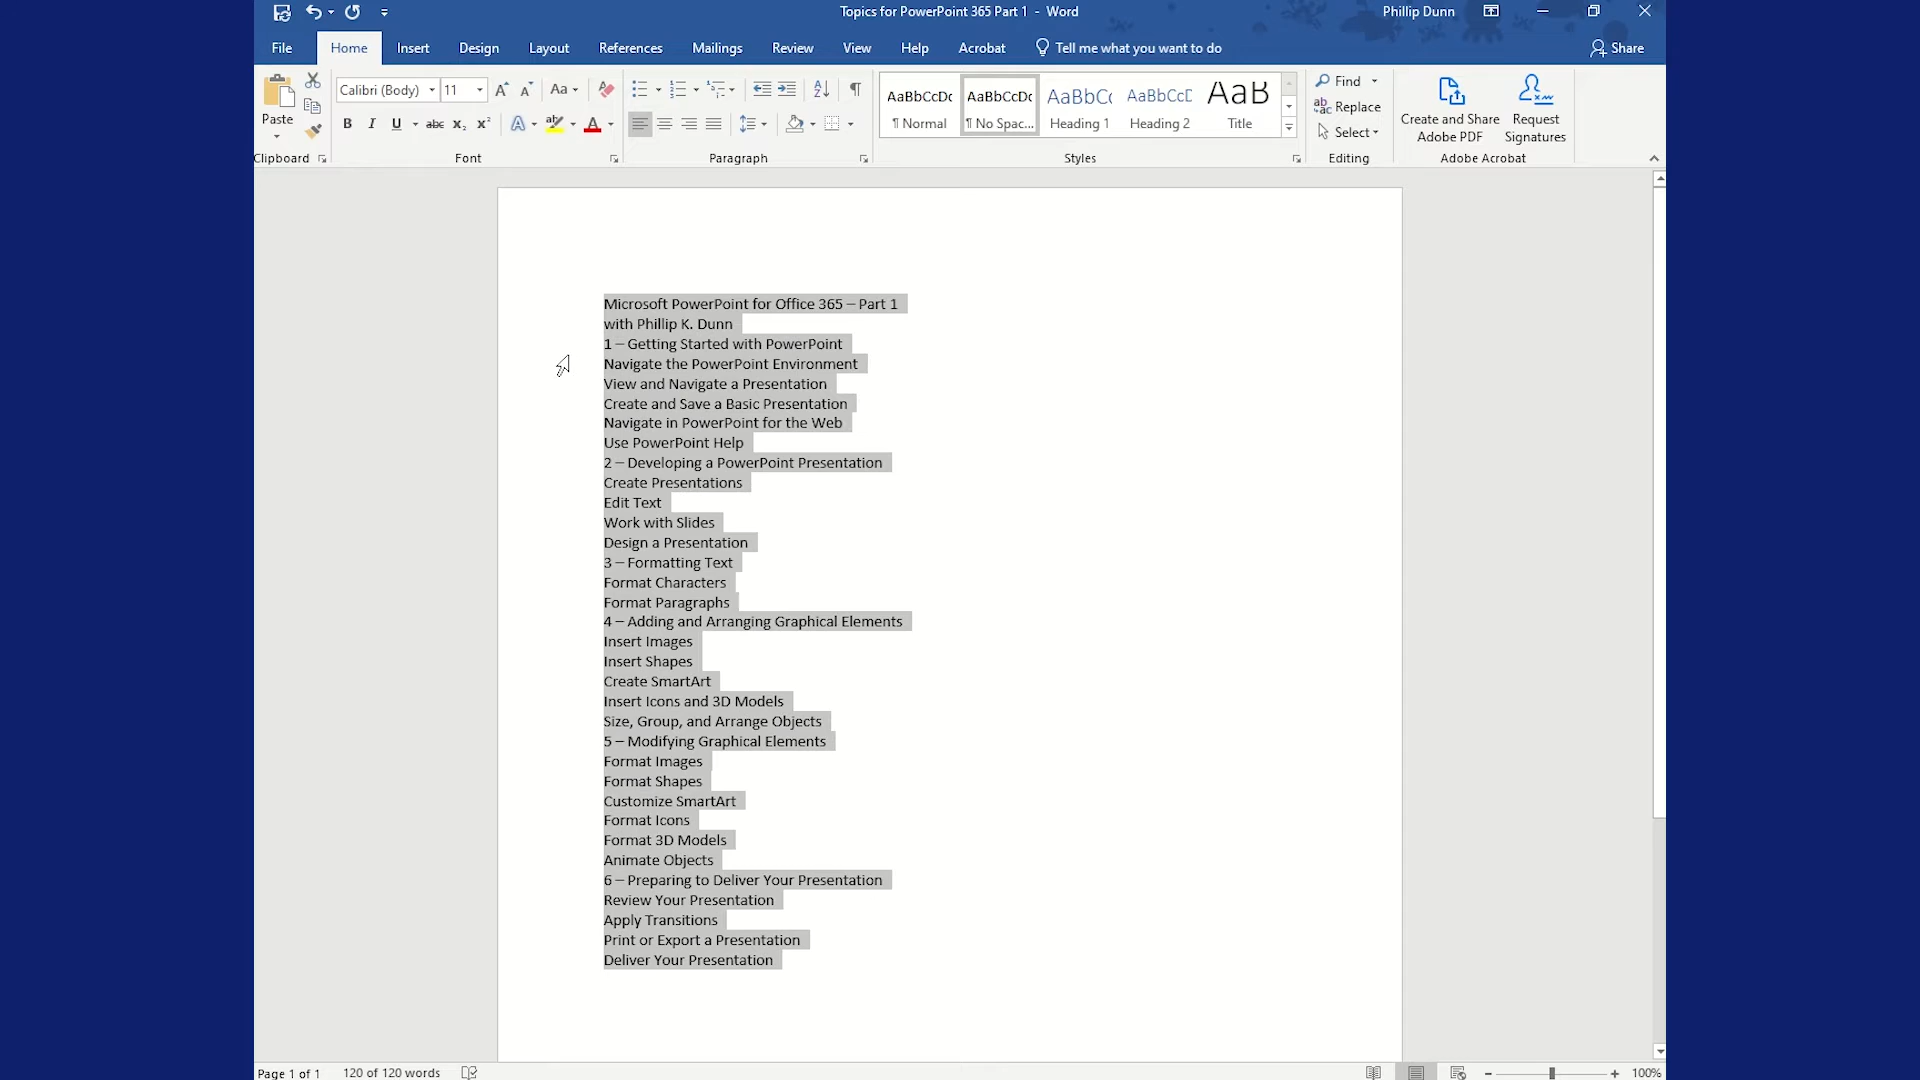 Topics for PowerPoint 365 Part 1 - Word
Phillip Dunn
File Home Insert Design Layout References Mailings Review View Help Acrobat Tell me what you want to do Share
Paste
Clipboard
Calibri (Body) 11 Aa
B I U abc X₂ X² A A
Font
Paragraph
AaBbCcDc AaBbCcDc AaBbCc AaBbCcD AaB
¶ Normal ¶ No Spac... Heading 1 Heading 2 Title
Styles
Find
Replace
Select
Editing
Create and Share Adobe PDF
Request Signatures
Adobe Acrobat
Microsoft PowerPoint for Office 365 – Part 1
with Phillip K. Dunn
1 – Getting Started with PowerPoint
Navigate the PowerPoint Environment
View and Navigate a Presentation
Create and Save a Basic Presentation
Navigate in PowerPoint for the Web
Use PowerPoint Help
2 – Developing a PowerPoint Presentation
Create Presentations
Edit Text
Work with Slides
Design a Presentation
3 – Formatting Text
Format Characters
Format Paragraphs
4 – Adding and Arranging Graphical Elements
Insert Images
Insert Shapes
Create SmartArt
Insert Icons and 3D Models
Size, Group, and Arrange Objects
5 – Modifying Graphical Elements
Format Images
Format Shapes
Customize SmartArt
Format Icons
Format 3D Models
Animate Objects
6 – Preparing to Deliver Your Presentation
Review Your Presentation
Apply Transitions
Print or Export a Presentation
Deliver Your Presentation
Page 1 of 1 120 of 120 words 100%